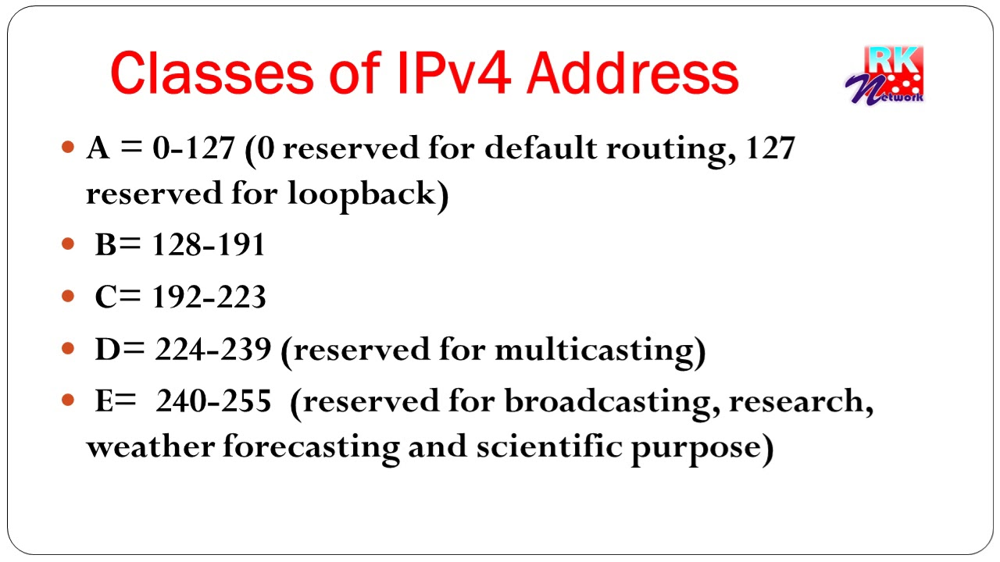 Classes of IPv4 Address
RK
Network
• A = 0-127 (0 reserved for default routing, 127
reserved for loopback)
• B= 128-191
• C= 192-223
• D= 224-239 (reserved for multicasting)
• E= 240-255 (reserved for broadcasting, research,
weather forecasting and scientific purpose)